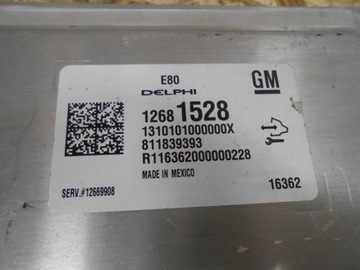 E80
DELPHI
GM
1268 1528
1310101000000X
811839393
R116362000000228
MADE IN MEXICO
SERV.#12669908
16362